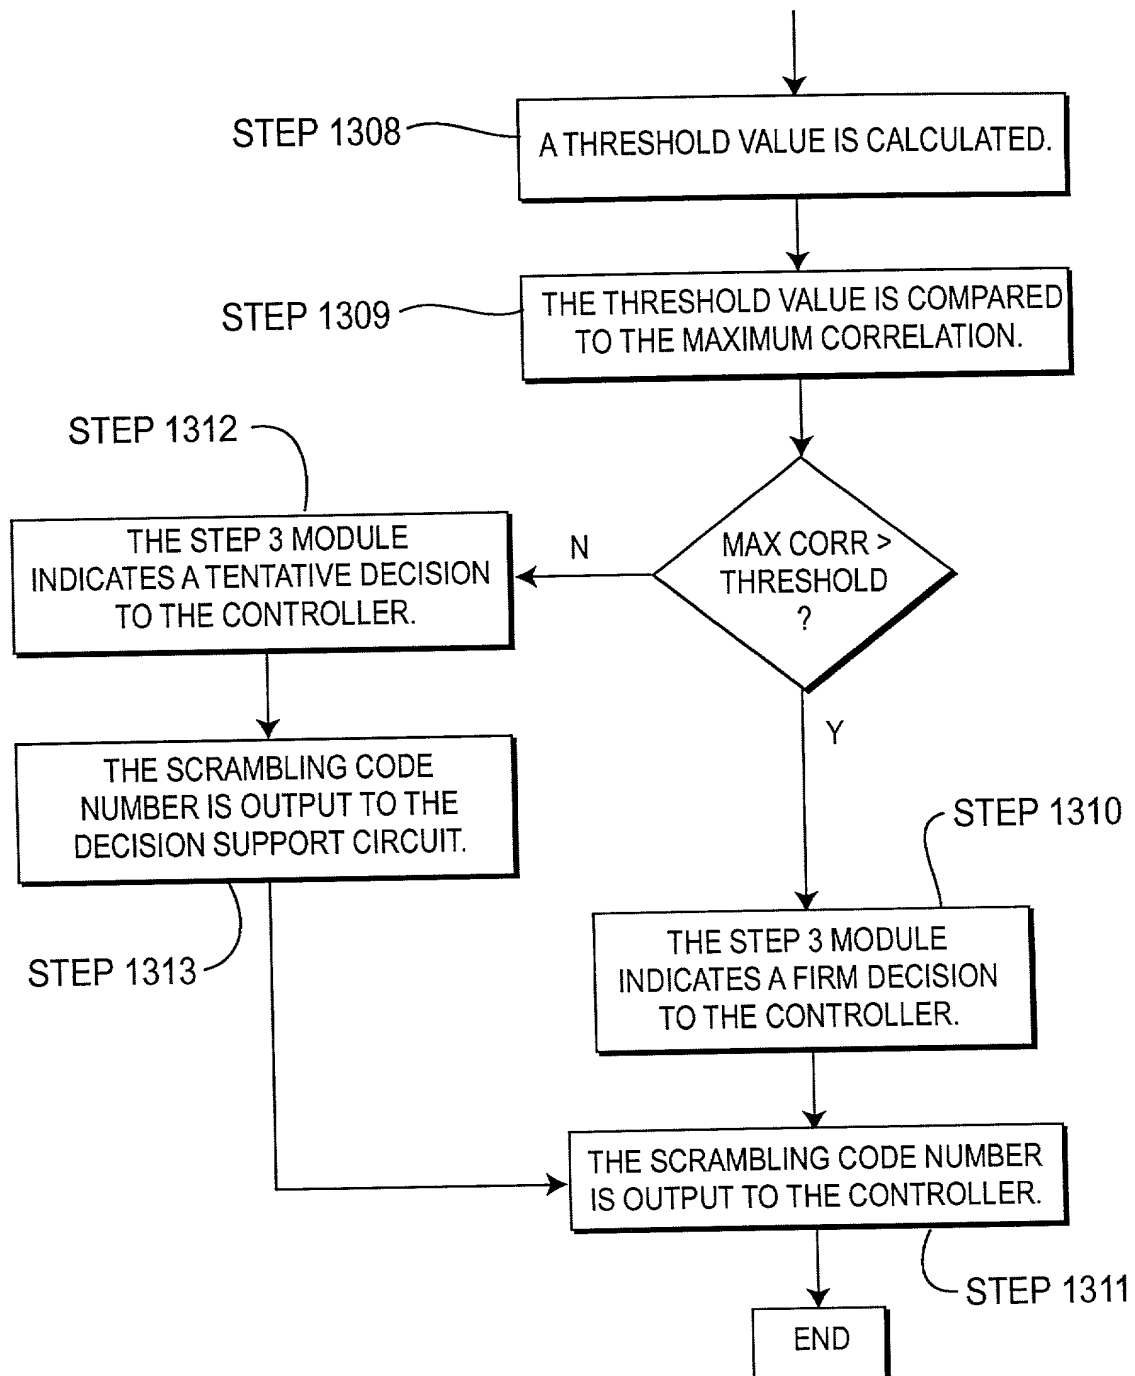 STEP 1308
A THRESHOLD VALUE IS CALCULATED.
STEP 1309
THE THRESHOLD VALUE IS COMPARED
TO THE MAXIMUM CORRELATION.
STEP 1312
THE STEP 3 MODULE
INDICATES A TENTATIVE DECISION
TO THE CONTROLLER.
N
MAX CORR >
THRESHOLD
?
Y
THE SCRAMBLING CODE
NUMBER IS OUTPUT TO THE
DECISION SUPPORT CIRCUIT.
STEP 1313
STEP 1310
THE STEP 3 MODULE
INDICATES A FIRM DECISION
TO THE CONTROLLER.
THE SCRAMBLING CODE NUMBER
IS OUTPUT TO THE CONTROLLER.
STEP 1311
END